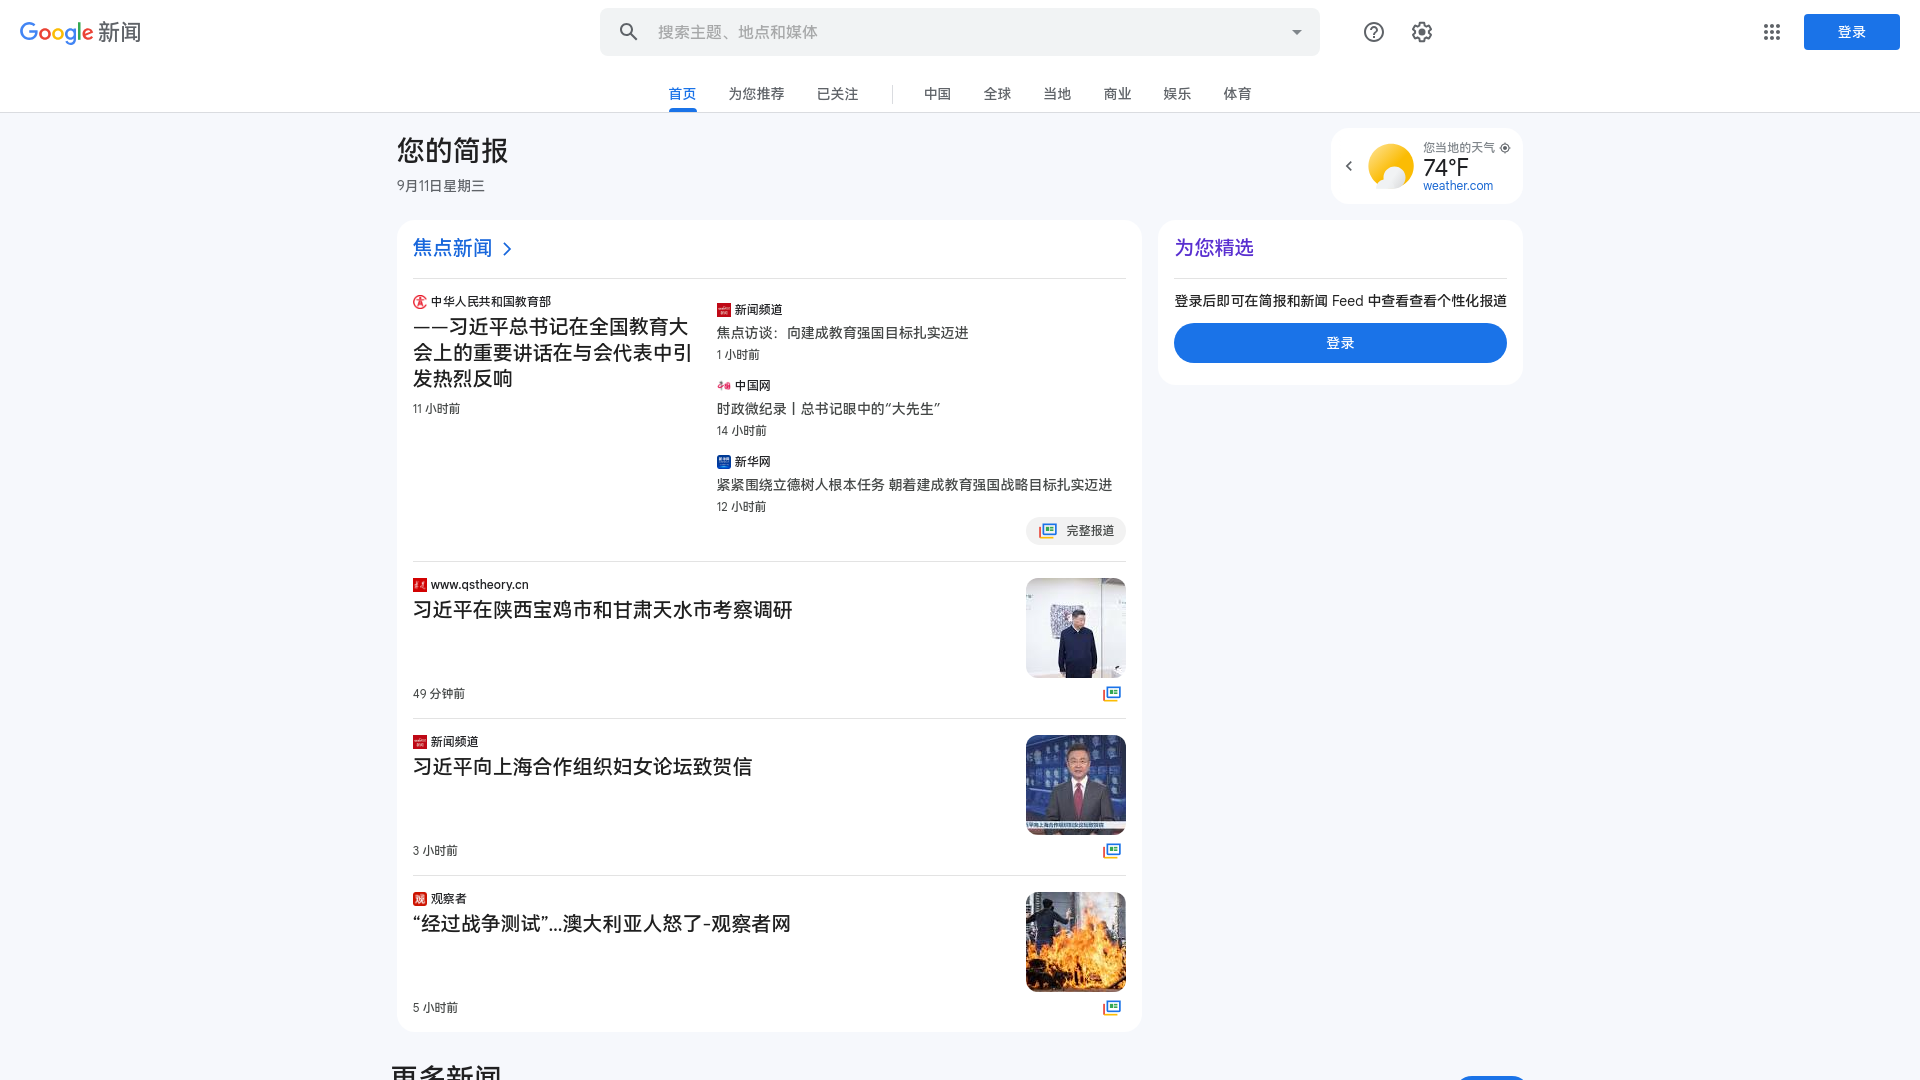 Google 新闻
搜索主题、地点和媒体
登录
首页
为您推荐
已关注
中国
全球
当地
商业
娱乐
体育
您的简报
9月11日星期三
您当地的天气
74°F
weather.com
焦点新闻
中华人民共和国教育部
——习近平总书记在全国教育大
会上的重要讲话在与会代表中引
发热烈反响
11 小时前
新闻频道
焦点访谈：向建成教育强国目标扎实迈进
1 小时前
中国网
时政微纪录丨总书记眼中的“大先生”
14 小时前
新华网
紧紧围绕立德树人根本任务 朝着建成教育强国战略目标扎实迈进
12 小时前
完整报道
www.qstheory.cn
习近平在陕西宝鸡市和甘肃天水市考察调研
49 分钟前
新闻频道
习近平向上海合作组织妇女论坛致贺信
3 小时前
观察者
“经过战争测试”...澳大利亚人怒了-观察者网
5 小时前
为您精选
登录后即可在简报和新闻 Feed 中查看查看个性化报道
登录
更多新闻